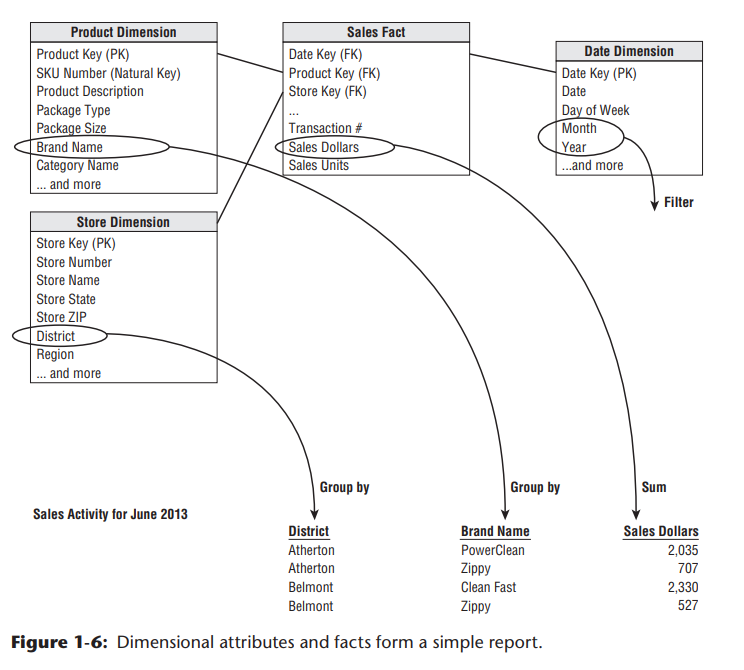 Product Dimension
Product Key (PK)
SKU Number (Natural Key)
Product Description
Package Type
Package Size
Brand Name
Category Name
... and more
Sales Fact
Date Key (FK)
Product Key (FK)
Store Key (FK)
...
Transaction #
Sales Dollars
Sales Units
Date Dimension
Date Key (PK)
Date
Day of Week
Month
Year
...and more
Filter
Store Dimension
Store Key (PK)
Store Number
Store Name
Store State
Store ZIP
District
Region
... and more
Group by
Group by
Sum
Sales Activity for June 2013
District Brand Name Sales Dollars
Atherton PowerClean 2,035
Atherton Zippy 707
Belmont Clean Fast 2,330
Belmont Zippy 527
Figure 1-6: Dimensional attributes and facts form a simple report.